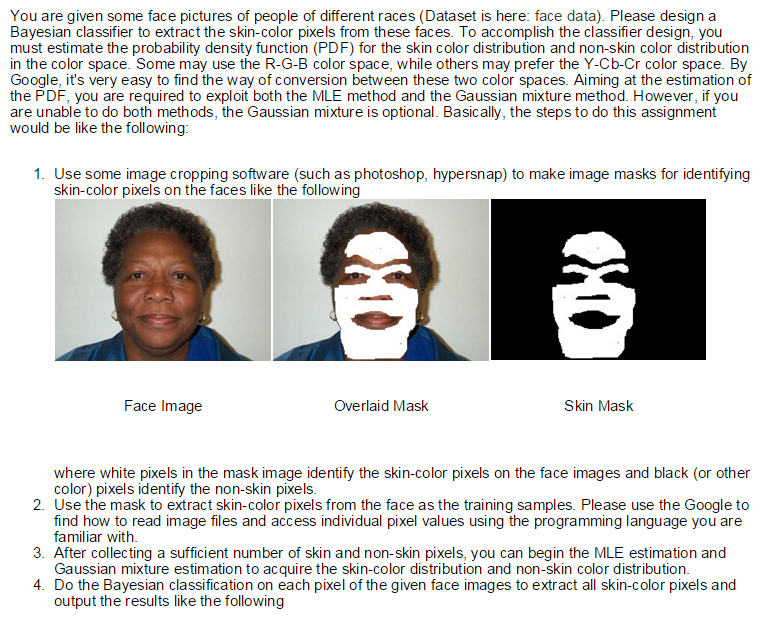 You are given some face pictures of people of different races (Dataset is here: face data). Please design a
Bayesian classifier to extract the skin-color pixels from these faces. To accomplish the classifier design, you
must estimate the probability density function (PDF) for the skin color distribution and non-skin color distribution
in the color space. Some may use the R-G-B color space, while others may prefer the Y-Cb-Cr color space. By
Google, it's very easy to find the way of conversion between these two color spaces. Aiming at the estimation of
the PDF, you are required to exploit both the MLE method and the Gaussian mixture method. However, if you
are unable to do both methods, the Gaussian mixture is optional. Basically, the steps to do this assignment
would be like the following:
1. Use some image cropping software (such as photoshop, hypersnap) to make image masks for identifying
skin-color pixels on the faces like the following
Face Image Overlaid Mask Skin Mask
where white pixels in the mask image identify the skin-color pixels on the face images and black (or other
color) pixels identify the non-skin pixels.
2. Use the mask to extract skin-color pixels from the face as the training samples. Please use the Google to
find how to read image files and access individual pixel values using the programming language you are
familiar with.
3. After collecting a sufficient number of skin and non-skin pixels, you can begin the MLE estimation and
Gaussian mixture estimation to acquire the skin-color distribution and non-skin color distribution.
4. Do the Bayesian classification on each pixel of the given face images to extract all skin-color pixels and
output the results like the following